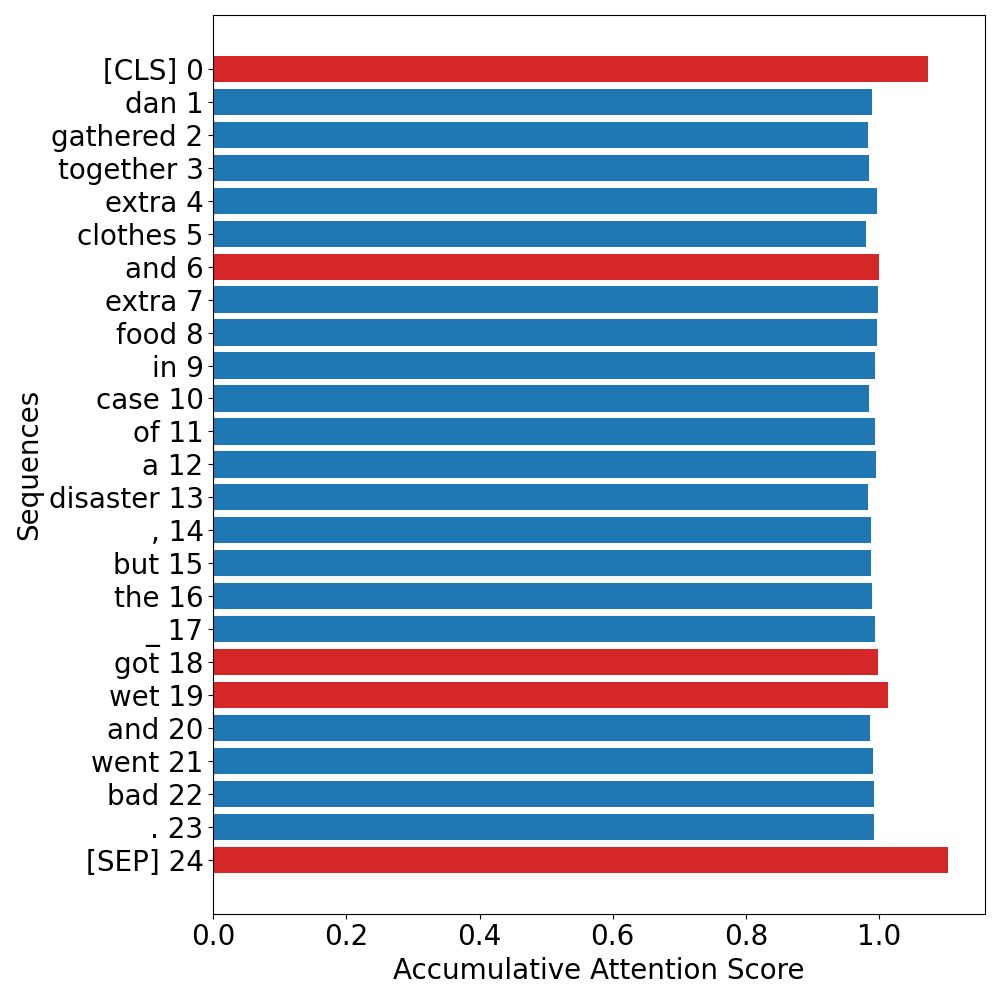 [CLS] 0
dan 1
gathered 2
together 3
extra 4
clothes 5
and 6
extra 7
food 8
in 9
case 10
of 11
a 12
disaster 13
, 14
but 15
the 16
_ 17
got 18
wet 19
and 20
went 21
bad 22
. 23
[SEP] 24
Sequences
0.0 0.2 0.4 0.6 0.8 1.0
Accumulative Attention Score